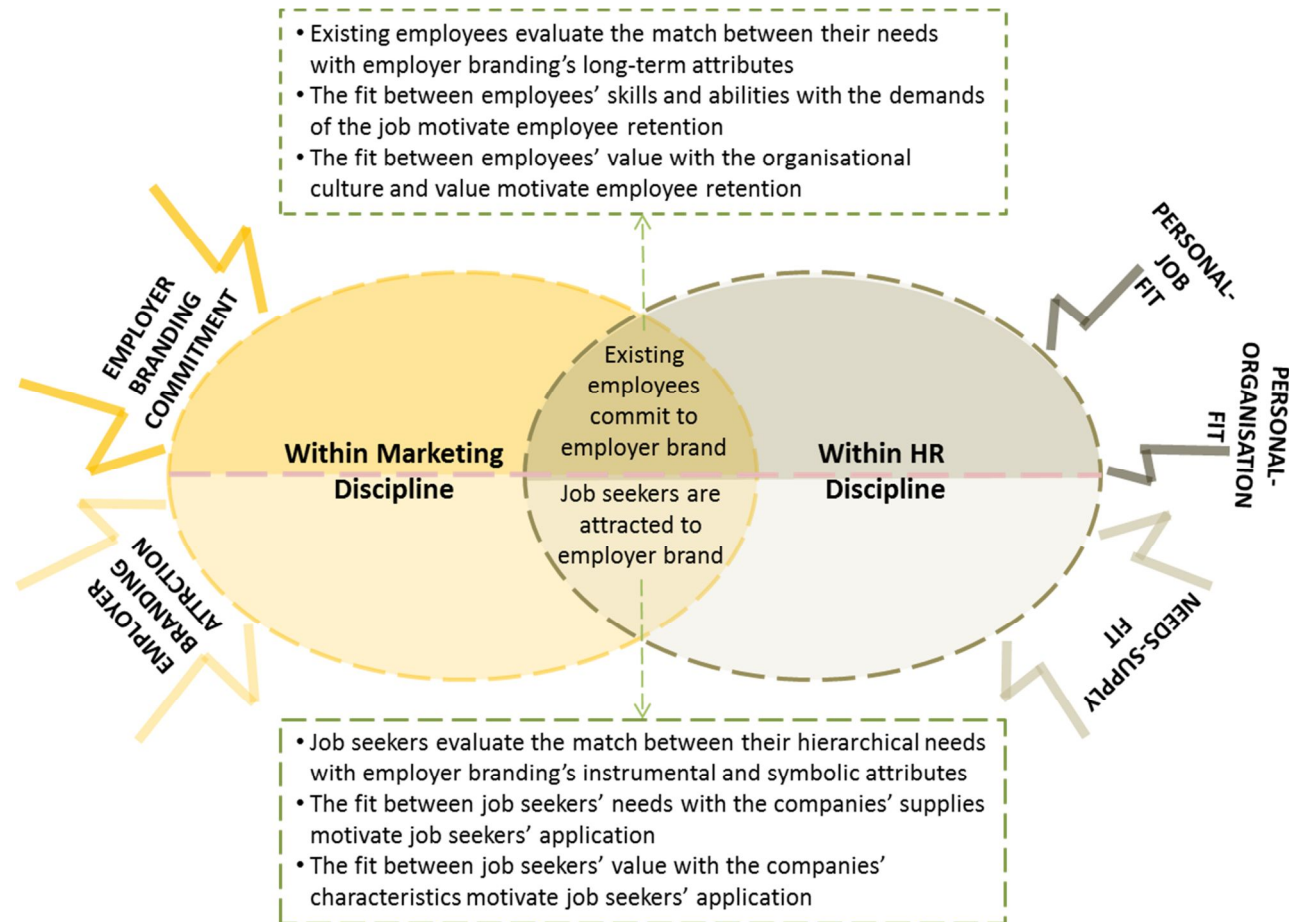 • Existing employees evaluate the match between their needs
with employer branding's long-term attributes
• The fit between employees' skills and abilities with the demands
of the job motivate employee retention
• The fit between employees' value with the organisational
culture and value motivate employee retention
EMPLOYER
BRANDING
COMMITMENT
PERSONAL-
JOB
FIT
Existing
employees
commit to
employer brand
PERSONAL-
ORGANISATION
FIT
Within Marketing
Discipline
Within HR
Discipline
Job seekers are
attracted to
employer brand
EMPLOYER
BRANDING
ATTRCTION
NEEDS-SUPPLY
FIT
• Job seekers evaluate the match between their hierarchical needs
with employer branding's instrumental and symbolic attributes
• The fit between job seekers' needs with the companies' supplies
motivate job seekers' application
• The fit between job seekers' value with the companies'
characteristics motivate job seekers' application